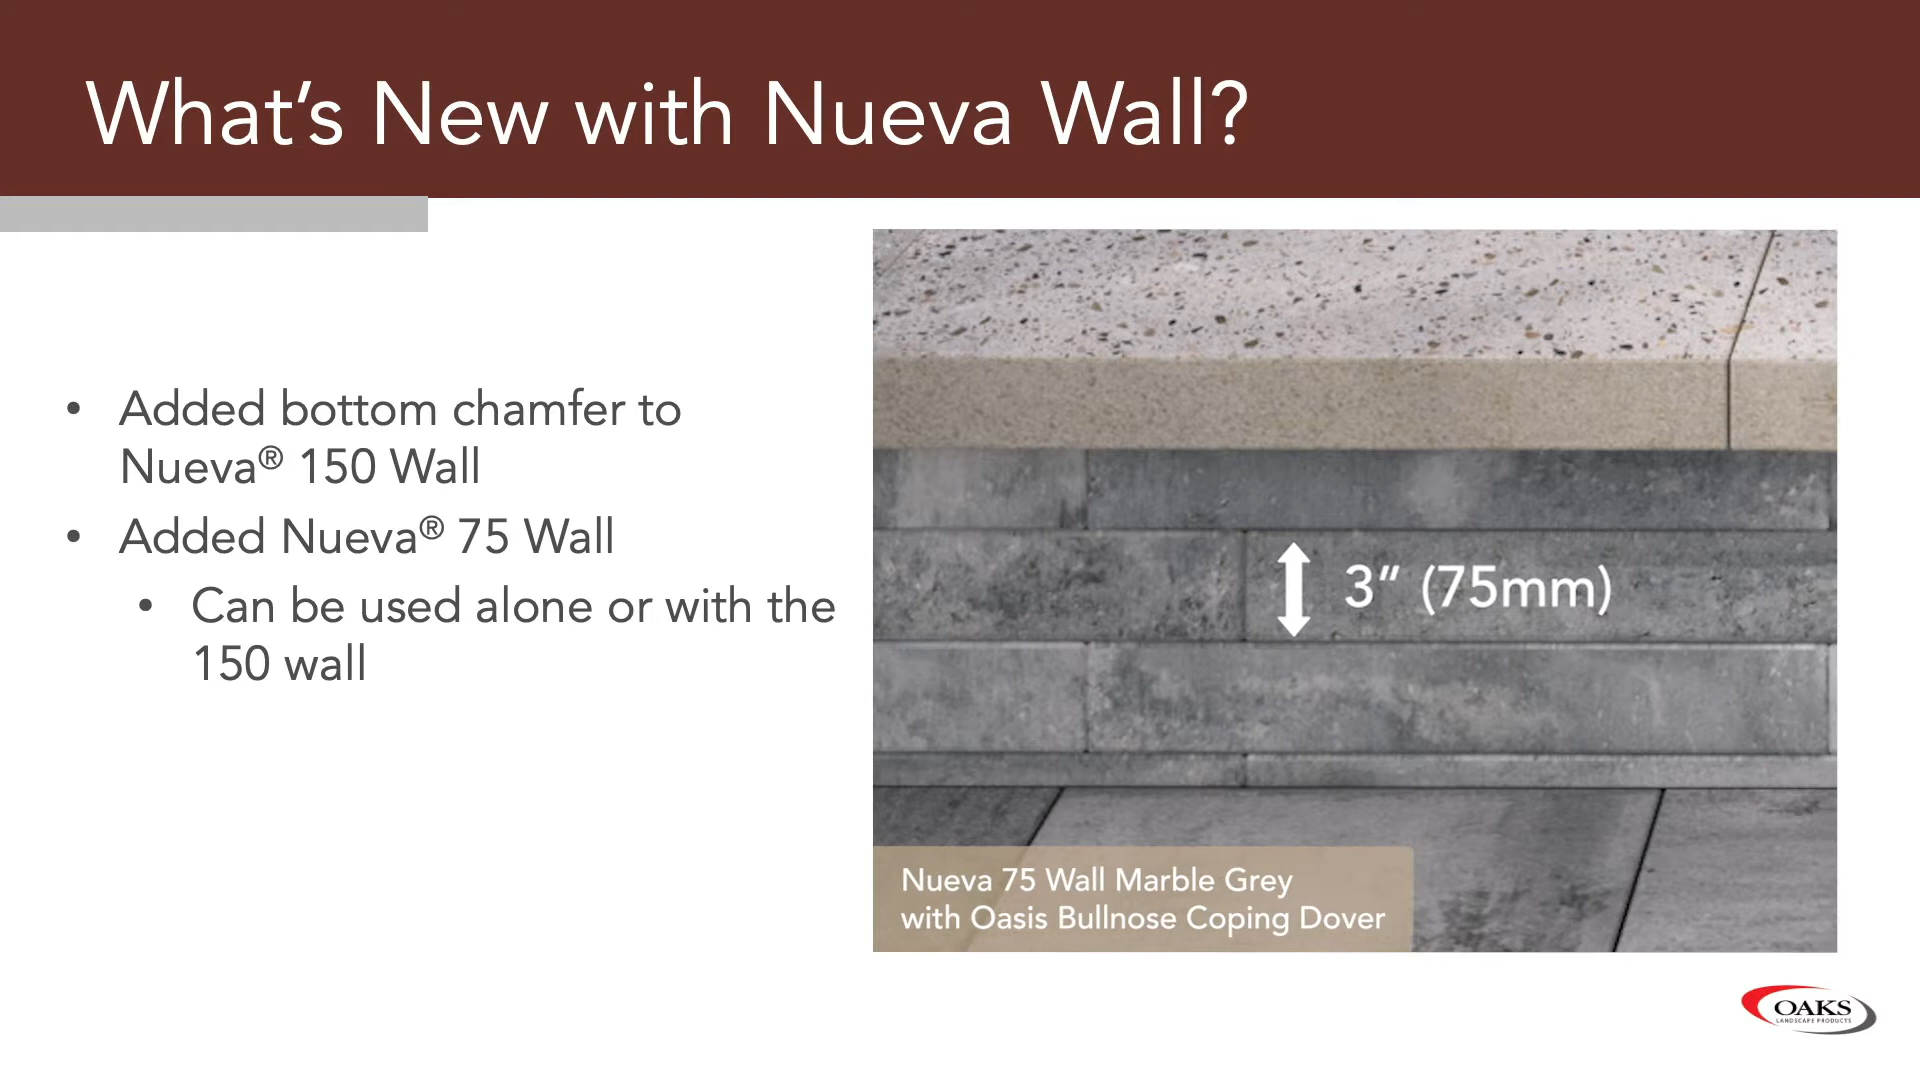 What’s New with Nueva Wall?
• Added bottom chamfer to
Nueva® 150 Wall
• Added Nueva® 75 Wall
• Can be used alone or with the
150 wall
3” (75mm)
Nueva 75 Wall Marble Grey
with Oasis Bullnose Coping Dover
OAKS
LANDSCAPE PRODUCTS